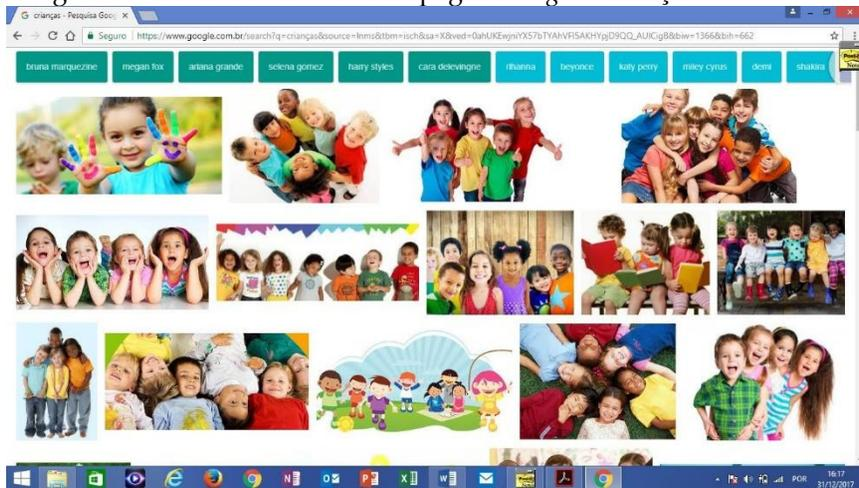 crianças - Pesquisa Goog
Seguro | https://www.google.com.br/search?q=crianças&source=lnms&tbm=isch&sa=X&ved=0ahUKEwjniYX57bTYAhVFlSAKHYpjD9QQ_AUICigB&biw=1366&bih=662
bruna marquezine megan fox ariana grande selena gomez harry styles cara delevingne rihanna beyonce katy perry miley cyrus demi shakira
POR 16:17
31/12/2017